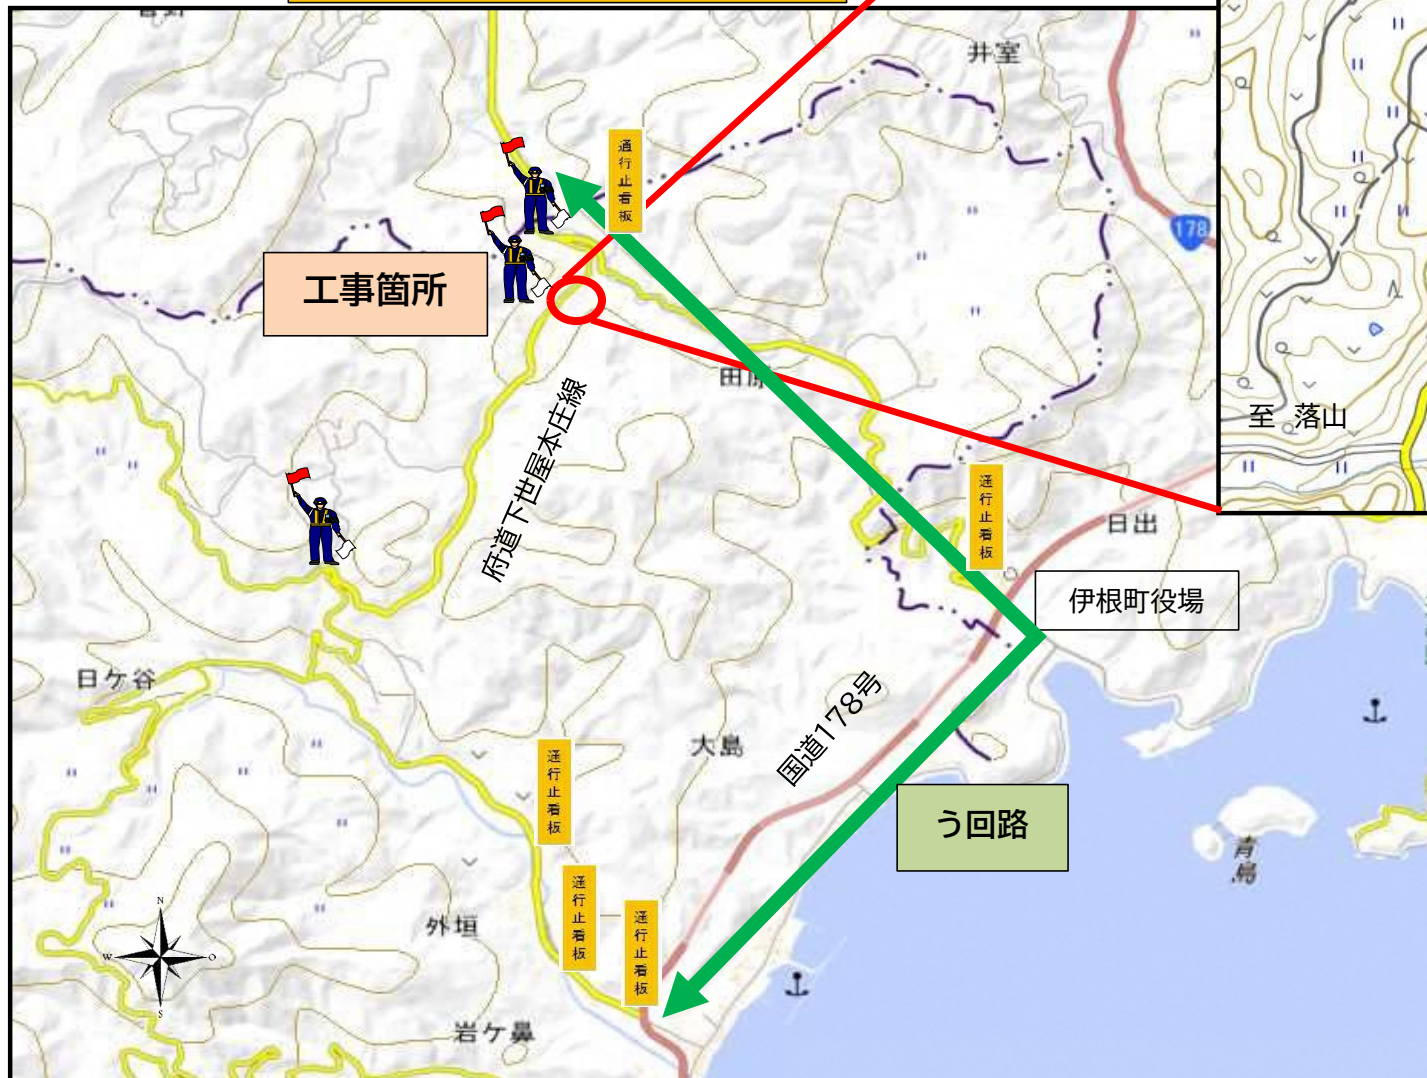 井室
通行止看板
178
工事箇所
田原
至 落山
府道下世屋本庄線
通行止看板
日出
伊根町役場
日ケ谷
国道178号
大島
通行止看板
う回路
青島
通行止看板
通行止看板
外垣
N
W
O
S
岩ケ鼻